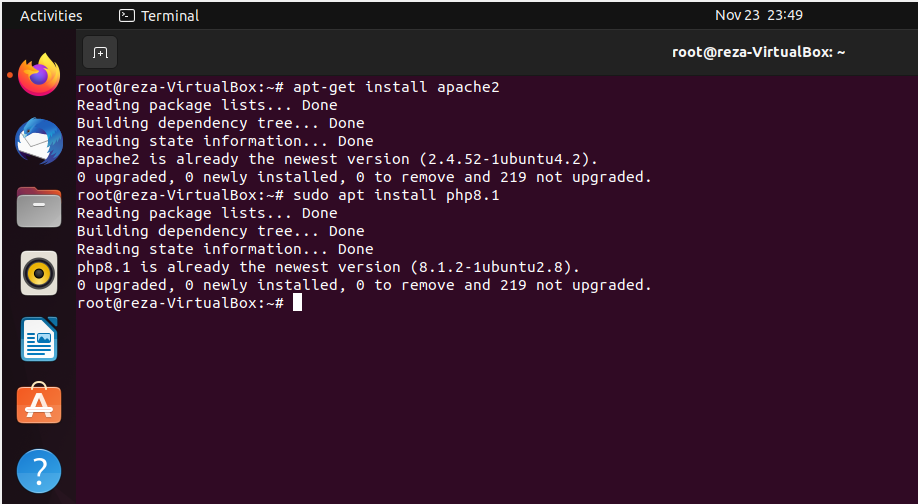 Activities
Terminal
Nov 23 23:49
root@reza-VirtualBox: ~
root@reza-VirtualBox:~# apt-get install apache2
Reading package lists... Done
Building dependency tree... Done
Reading state information... Done
apache2 is already the newest version (2.4.52-1ubuntu4.2).
0 upgraded, 0 newly installed, 0 to remove and 219 not upgraded.
root@reza-VirtualBox:~# sudo apt install php8.1
Reading package lists... Done
Building dependency tree... Done
Reading state information... Done
php8.1 is already the newest version (8.1.2-1ubuntu2.8).
0 upgraded, 0 newly installed, 0 to remove and 219 not upgraded.
root@reza-VirtualBox:~#